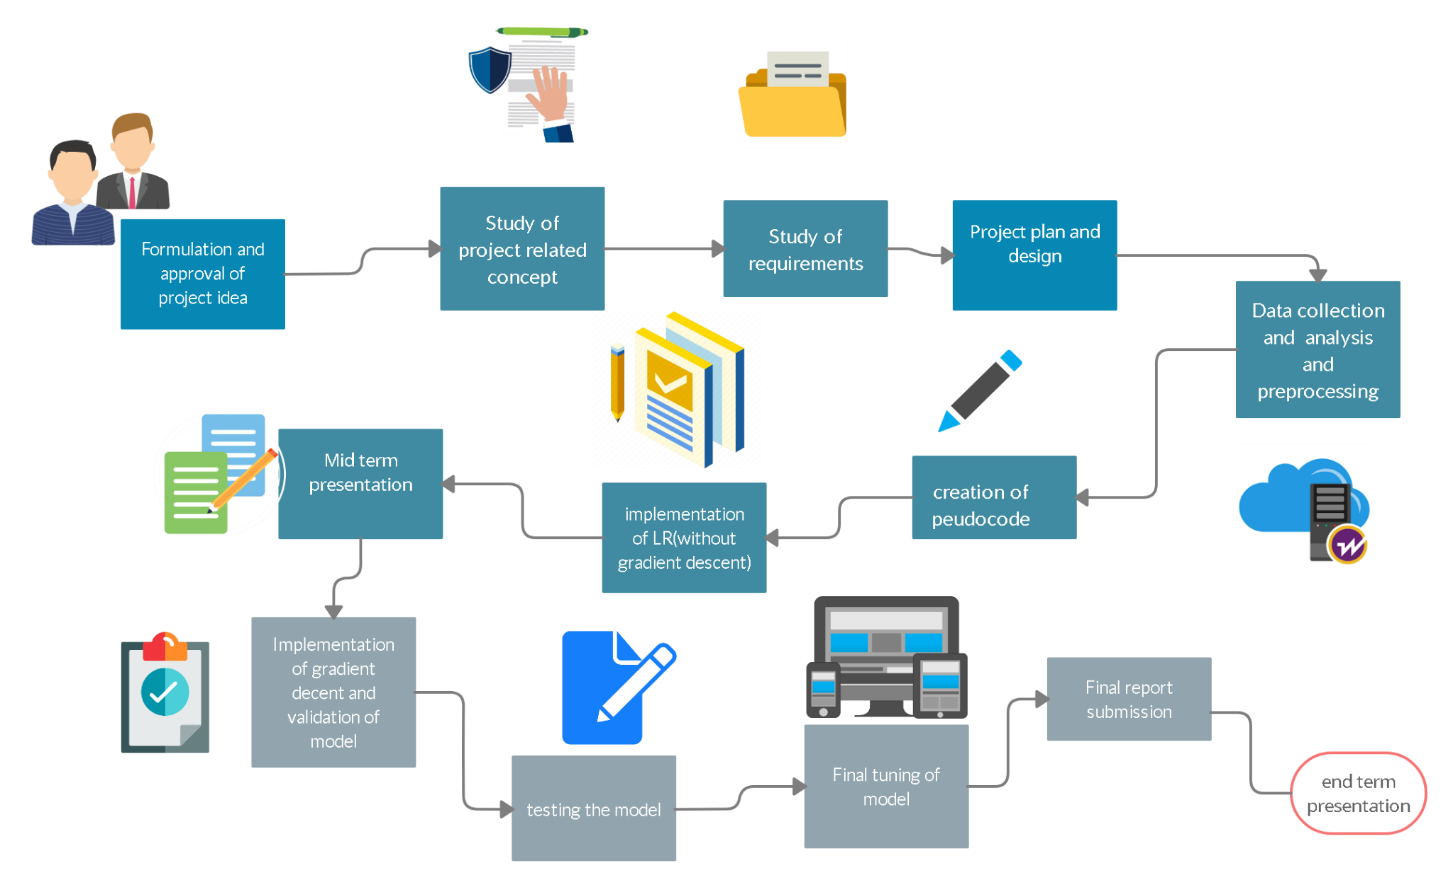 Formulation and
approval of
project idea
Study of
project related
concept
Study of
requirements
Project plan and
design
Data collection
and analysis
and
preprocessing
creation of
peudocode
implementation
of LR(without
gradient descent)
Mid term
presentation
Implementation
of gradient
decent and
validation of
model
testing the model
Final tuning of
model
Final report
submission
end term
presentation